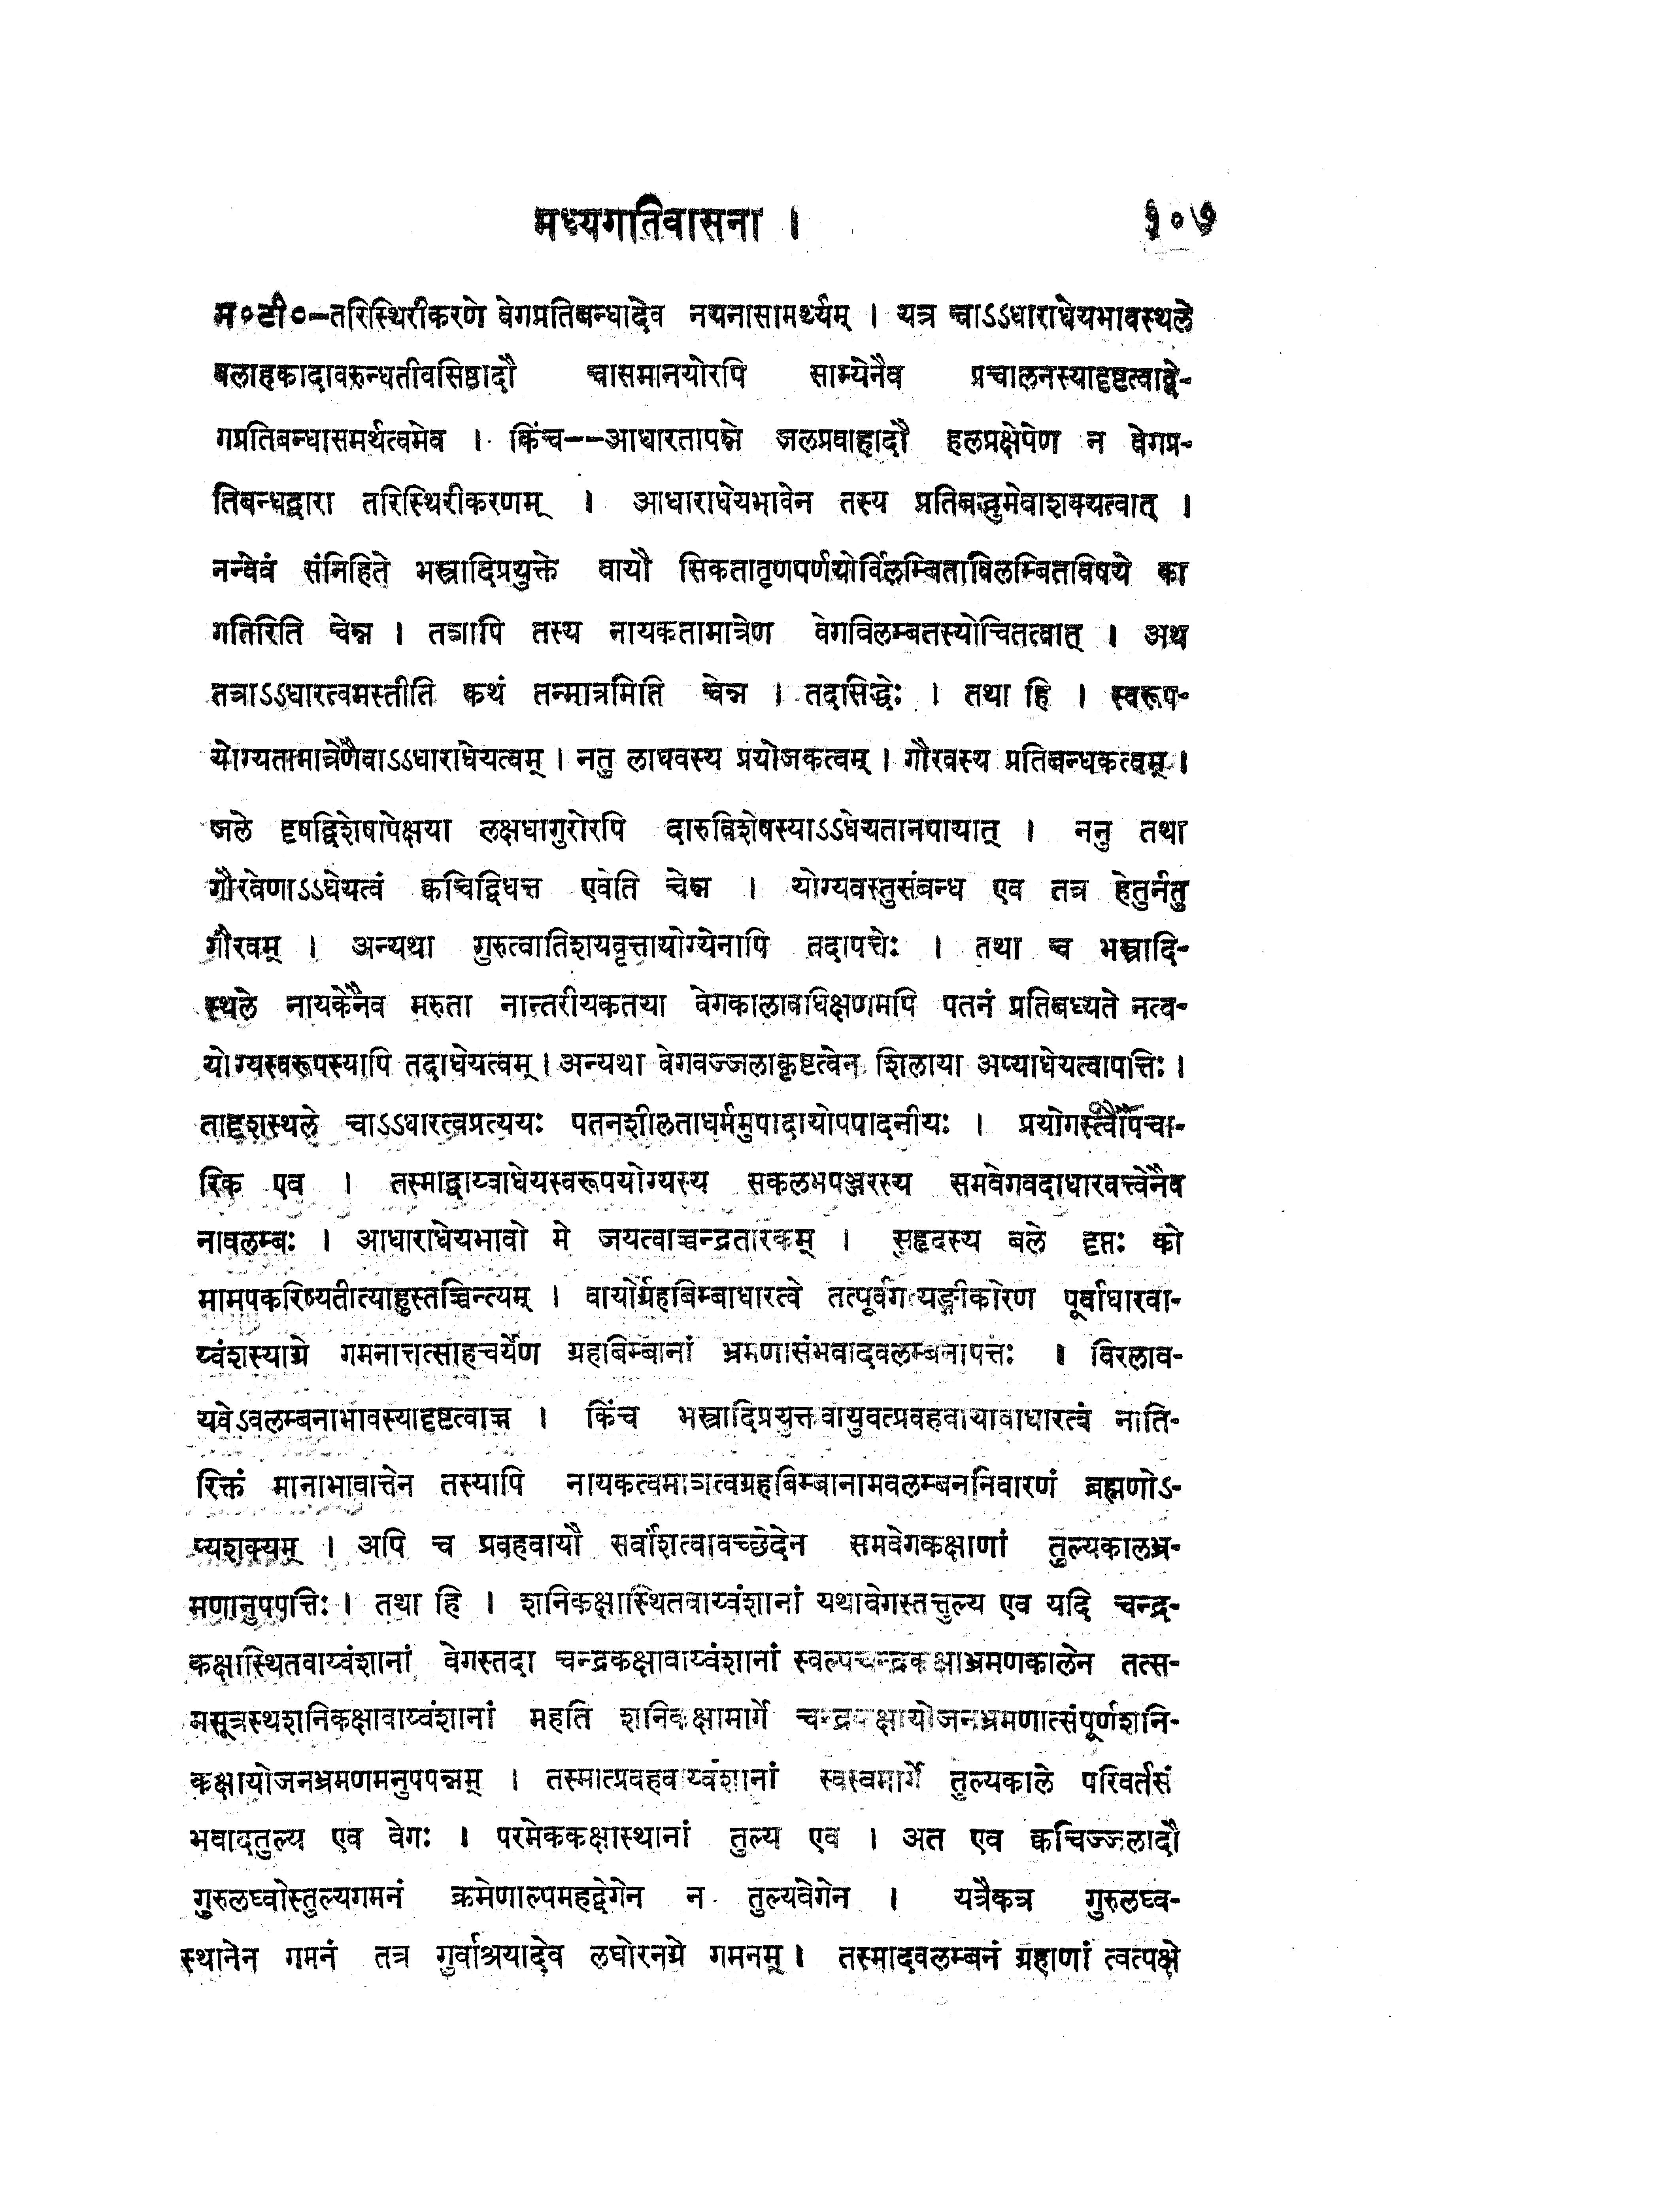 मध्यगतिवासना । १०७
म०टी०-तरिस्थिरीकरणे वेगप्रतिबन्धादेव नयनासामर्थ्यम् । यत्र चाऽऽधाराधेयभावस्थले
बलाहकादावरुन्धतीवसिष्ठादौ चासमानयोरपि साम्येनैव प्रचालनस्यादृष्टत्वाद्वे-
गप्रतिबन्धासमर्थत्वमेव । किंच--आधारतापन्ने जलप्रवाहादौ हलप्रक्षेपेण न वेगप्र-
तिबन्धद्वारा तरिस्थिरीकरणम् । आधाराधेयभावेन तस्य प्रतिबद्धुमेवाशक्यत्वात् ।
नन्वेवं संनिहिते भस्त्रादिप्रयुक्ते वायौ सिकतातृणपर्णयोर्विलम्बिताविलम्बितविषये का
गतिरिति चेन्न । तत्रापि तस्य नायकतामात्रेण वेगविलम्बतस्योचितत्वात् । अथ
तत्राऽऽधारत्वमस्तीति कथं तन्मात्रमिति चेन्न । तदसिद्धेः । तथा हि । स्वरूप-
योग्यतामात्रेणैवाऽऽधाराधेयत्वम् । नतु लाघवस्य प्रयोजकत्वम् । गौरवस्य प्रतिबन्धकत्वम् ।
जले दृषद्विशेषापेक्षया लक्षधागुरोरपि दारुविशेषस्याऽऽधेयतानपायात् । ननु तथा
गौरवेणाऽऽधेयत्वं क्वचिद्विधत्त एवेति चेन्न । योग्यवस्तुसंबन्ध एव तत्र हेतुर्नतु
गौरवम् । अन्यथा गुरुत्वातिशयवृत्तायोग्येनापि तदापत्तेः । तथा च भस्त्रादि-
स्थले नायकेनैव मरुता नान्तरीयकतया वेगकालावधिक्षणमपि पतनं प्रतिबध्यते नत्व-
योग्यस्वरूपस्यापि तदाधेयत्वम् । अन्यथा वेगवज्जलाकृष्टत्वेन शिलाया अप्याधेयत्वापत्तिः ।
तादृशस्थले चाऽऽधारत्वप्रत्ययः पतनशीलताधर्ममुपादायोपपादनीयः । प्रयोगस्त्वौपचा-
रिक एव । तस्माद्वाय्वाधेयस्वरूपयोग्यस्य सकलभपञ्जरस्य समवेगवदाधारवत्त्वेनैव
नावलम्बः । आधाराधेयभावो मे जयत्वाच्चन्द्रतारकम् । सुहृदस्य बले दृप्तः को
मामपकरिष्यतीत्याहुस्तच्चिन्त्यम् । वायोर्ग्रहबिम्बाधारत्वे तत्पूर्वगत्यङ्गीकारेण पूर्वाधारवा-
य्वंशस्याग्रे गमनात्तत्साहचर्येण ग्रहबिम्बानां भ्रमणासंभवादवलम्बनापत्तः । विरलाव-
यवेऽवलम्बनाभावस्यादृष्टत्वाच्च । किंच भस्त्रादिप्रयुक्तवायुवत्प्रवहवायावाधारत्वं नाति-
रिक्तं मानाभावात्तेन तस्यापि नायकत्वमात्रात्वग्रहबिम्बानामवलम्बननिवारणं ब्रह्मणोऽ-
प्यशक्यम् । अपि च प्रवहवायौ सर्वांशत्वावच्छेदेन समवेगकक्षाणां तुल्यकालभ्र-
मणानुपपत्तिः । तथा हि । शनिकक्षास्थितवाय्वंशानां यथावेगस्तत्तुल्य एव यदि चन्द्र-
कक्षास्थितवाय्वंशानां वेगस्तदा चन्द्रकक्षावाय्वंशानां स्वल्पचन्द्रकक्षाभ्रमणकालेन तत्स-
मसूत्रस्थशनिकक्षावाय्वंशानां महति शनिकक्षामार्गे चन्द्रकक्षायोजनभ्रमणात्संपूर्णशनि-
कक्षायोजनभ्रमणमनुपपन्नम् । तस्मात्प्रवहवाय्वंशानां स्वस्वमार्गे तुल्यकाले परिवर्तसं
भवादतुल्य एव वेगः । परमेककक्षास्थानां तुल्य एव । अत एव क्वचिज्जलादौ
गुरुलघ्वोस्तुल्यगमनं क्रमेणाल्पमहद्वेगेन न तुल्यवेगेन । यत्रैकत्र गुरुलघ्व-
स्थानेन गमनं तत्र गुर्वाश्रयादेव लघोरनग्रे गमनम् । तस्मादवलम्बनं ग्रहाणां त्वत्पक्षे